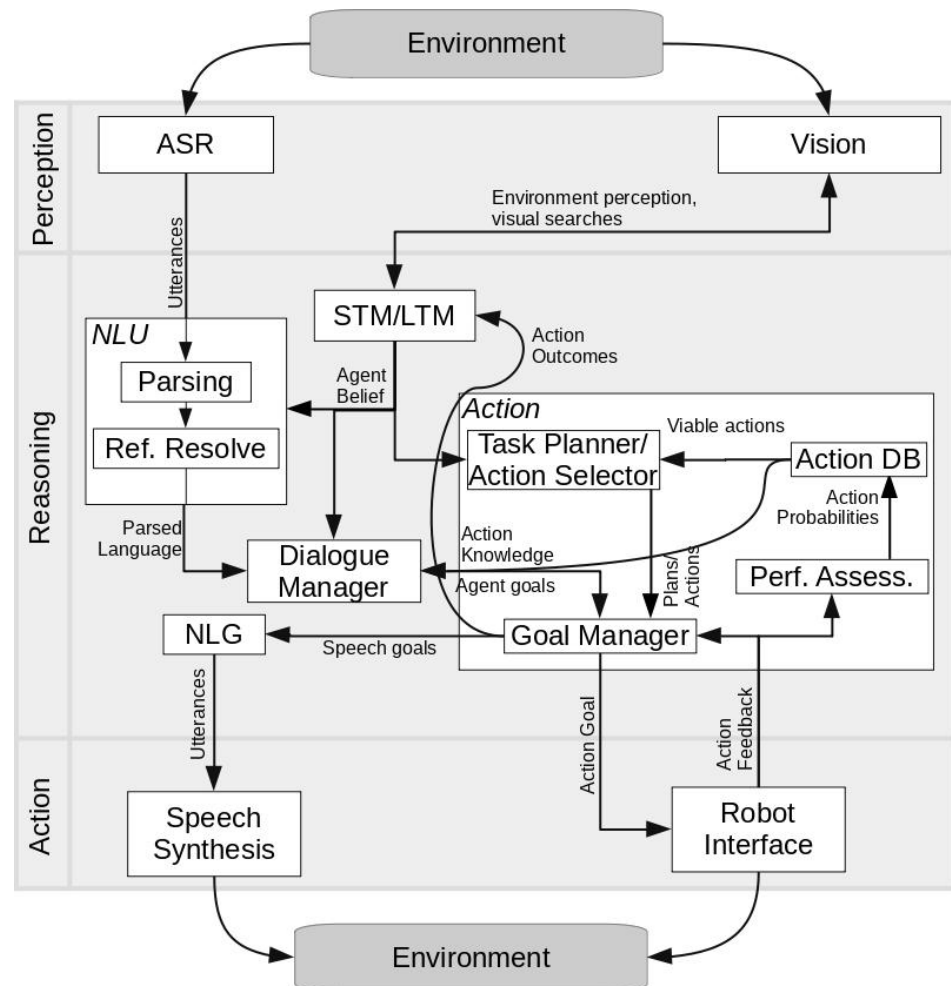 Environment
Perception
ASR
Vision
Environment perception,
visual searches
Utterances
Reasoning
STM/LTM
NLU
Parsing
Ref. Resolve
Agent
Belief
Action
Outcomes
Action
Task Planner/
Action Selector
Viable actions
Action DB
Action
Probabilities
Parsed
Language
Dialogue
Manager
Action
Knowledge
Agent goals
Plans/
Actions
Perf. Assess.
NLG
Speech goals
Goal Manager
Utterances
Action Goal
Action
Feedback
Action
Speech
Synthesis
Robot
Interface
Environment